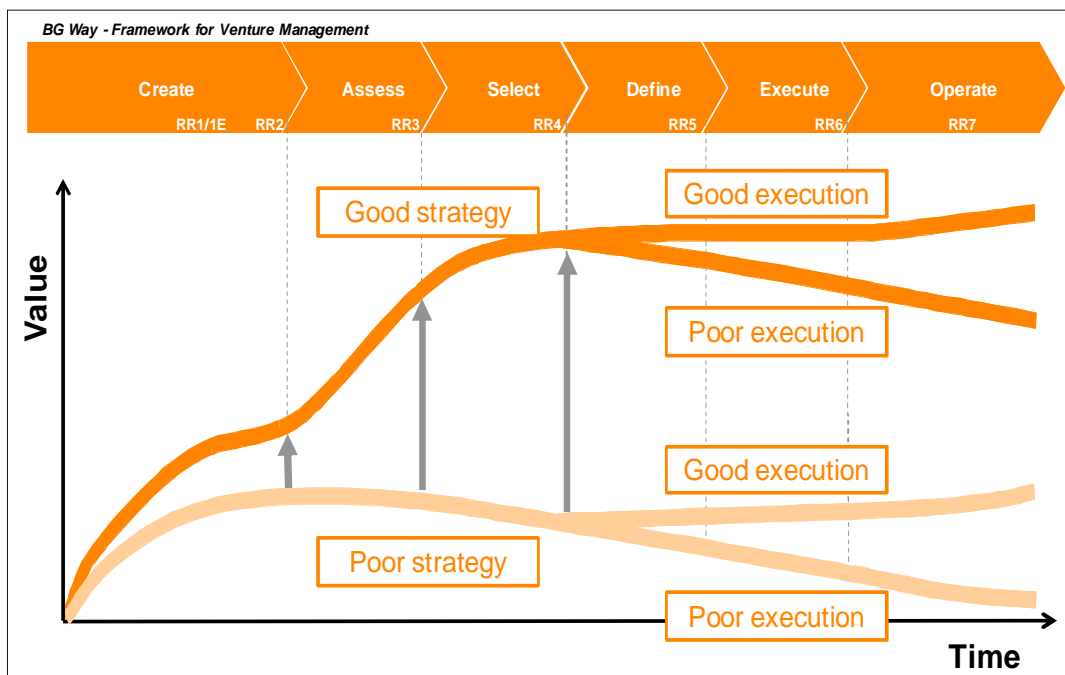 BG Way - Framework for Venture Management
Create Assess Select Define Execute Operate
RR1/1E RR2 RR3 RR4 RR5 RR6 RR7
Good execution
Good strategy
Value
Poor execution
Good execution
Poor strategy
Poor execution
Time